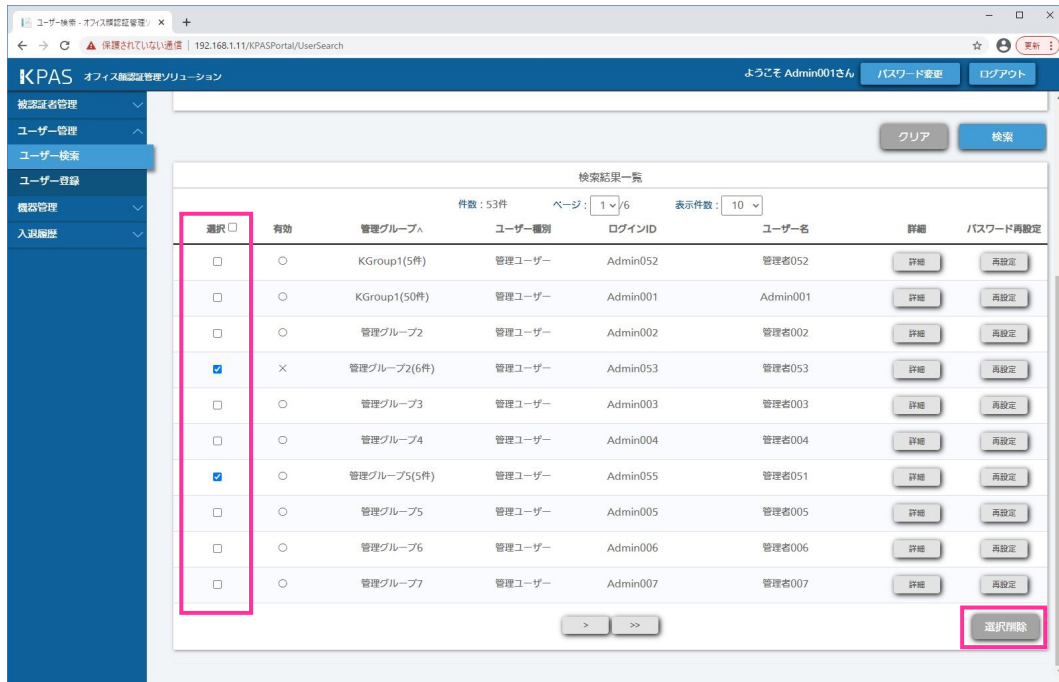 ユーザー検索 - オフィス顔認証管理ソ × +
保護されていない通信 | 192.168.1.11/KPASPortal/UserSearch 更新
KPAS オフィス顔認証管理ソリューション ようこそ Admin001さん パスワード変更 ログアウト
被認証者管理
ユーザー管理
ユーザー検索
ユーザー登録
機器管理
入退履歴
クリア 検索
検索結果一覧
件数：53件 ページ： 1 /6 表示件数： 10
選択 有効 管理グループ∧ ユーザー種別 ログインID ユーザー名 詳細 パスワード再設定
○ KGroup1(5件) 管理ユーザー Admin052 管理者052 詳細 再設定
○ KGroup1(50件) 管理ユーザー Admin001 Admin001 詳細 再設定
○ 管理グループ2 管理ユーザー Admin002 管理者002 詳細 再設定
× 管理グループ2(6件) 管理ユーザー Admin053 管理者053 詳細 再設定
○ 管理グループ3 管理ユーザー Admin003 管理者003 詳細 再設定
○ 管理グループ4 管理ユーザー Admin004 管理者004 詳細 再設定
○ 管理グループ5(5件) 管理ユーザー Admin055 管理者051 詳細 再設定
○ 管理グループ5 管理ユーザー Admin005 管理者005 詳細 再設定
○ 管理グループ6 管理ユーザー Admin006 管理者006 詳細 再設定
○ 管理グループ7 管理ユーザー Admin007 管理者007 詳細 再設定
> >> 選択削除